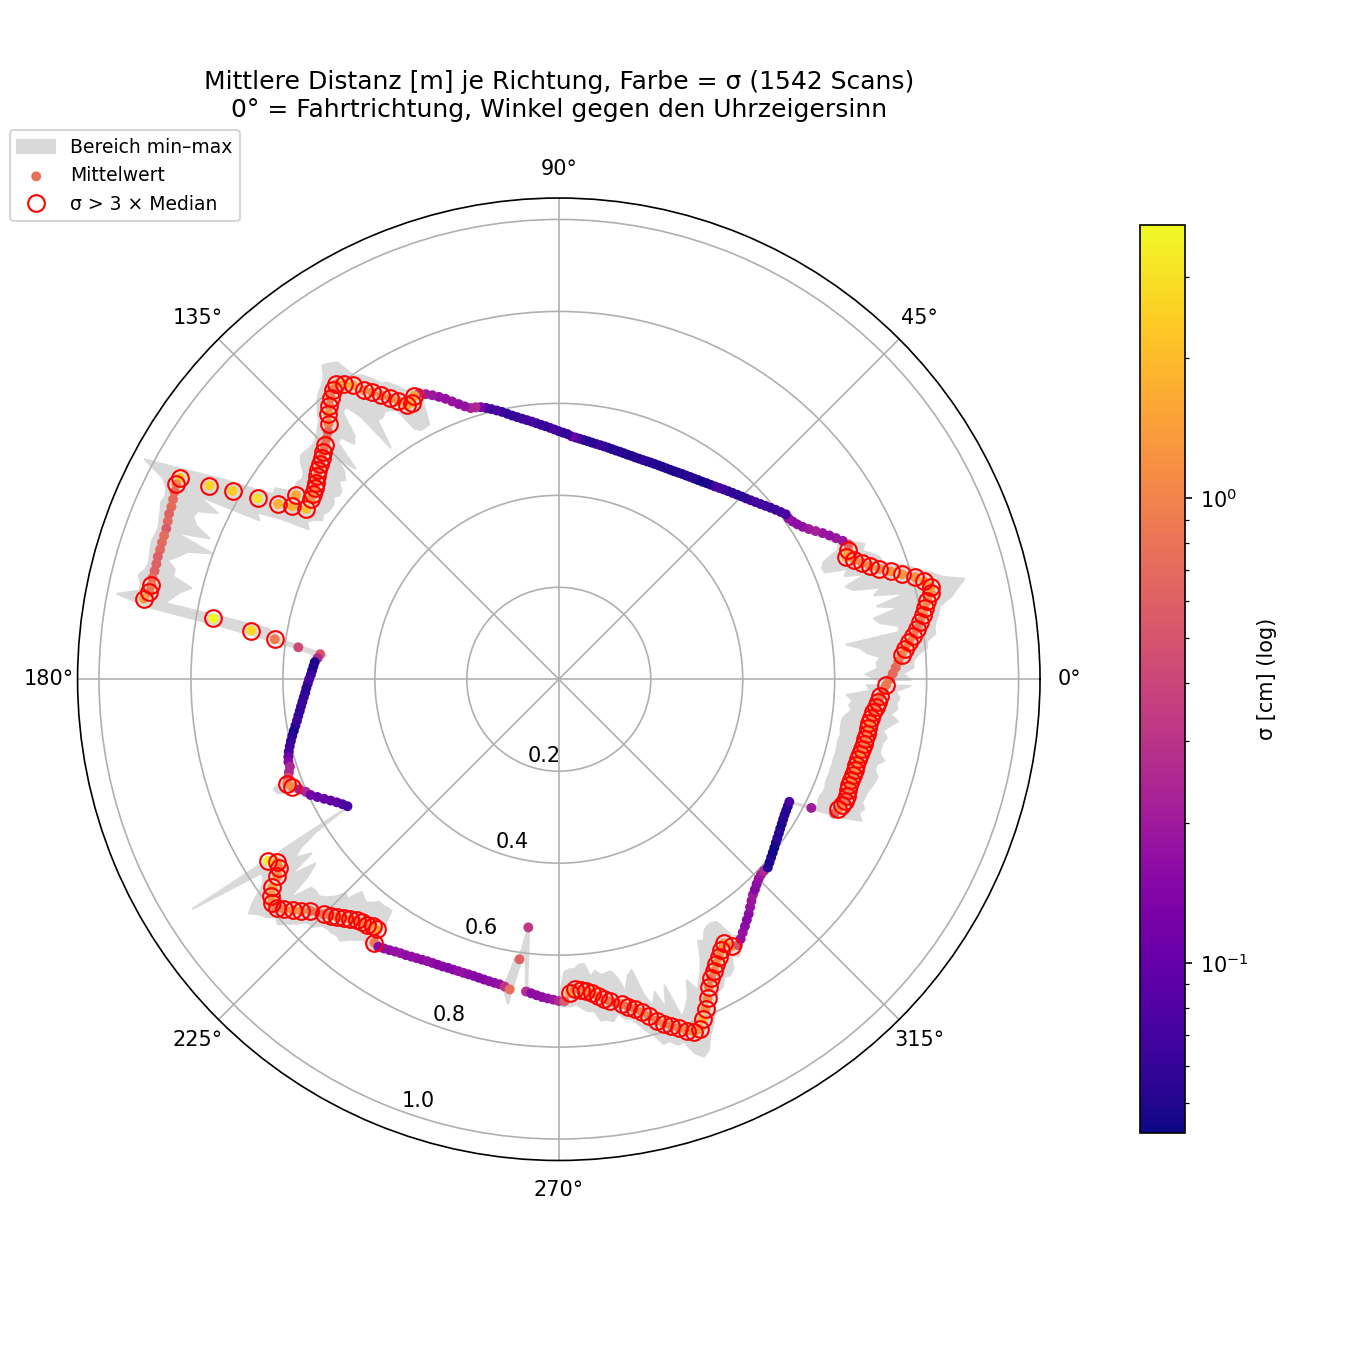 Mittlere Distanz [m] je Richtung, Farbe = σ (1542 Scans)
0° = Fahrtrichtung, Winkel gegen den Uhrzeigersinn
Bereich min–max
Mittelwert
σ > 3 × Median
90°
135°
45°
180°
0°
0.2
0.4
0.6
0.8
1.0
225°
315°
270°
10⁰
10⁻¹
σ [cm] (log)